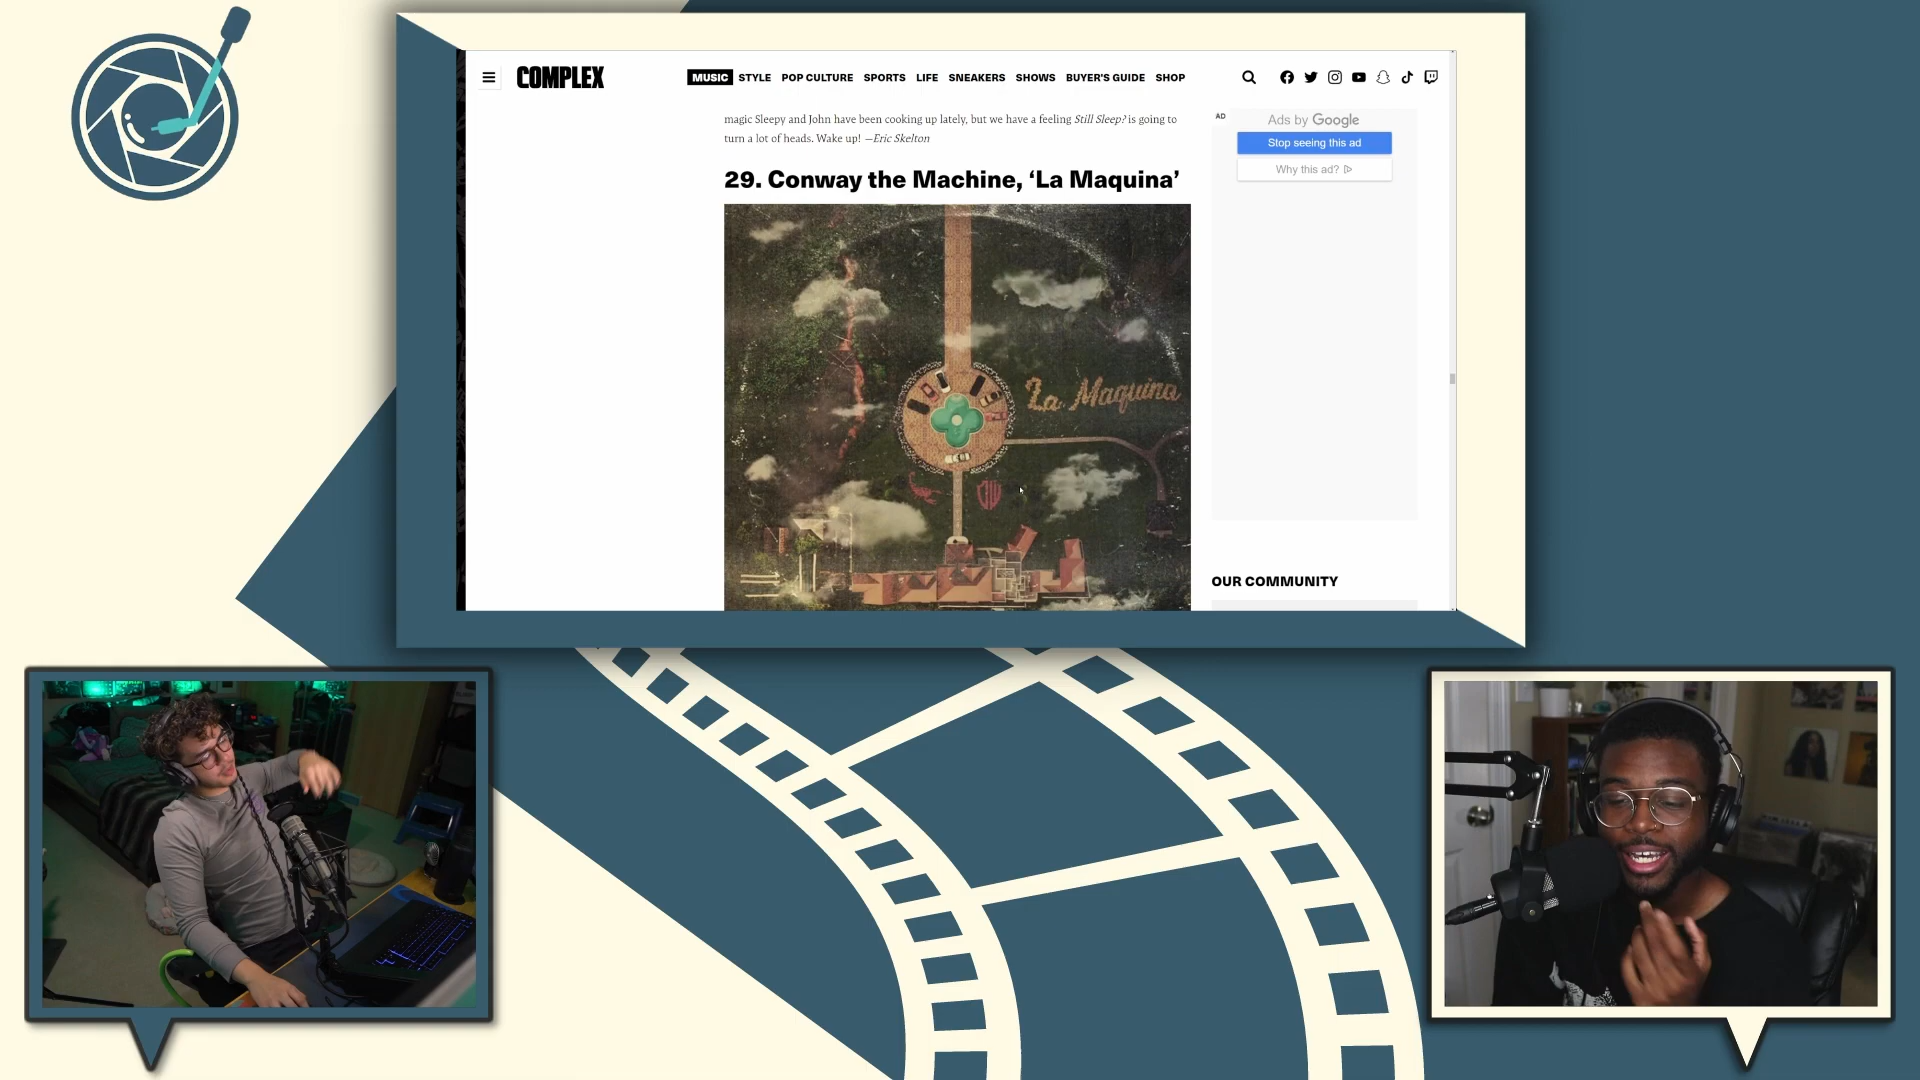 COMPLEX
MUSIC STYLE POP CULTURE SPORTS LIFE SNEAKERS SHOWS BUYER'S GUIDE SHOP
magic Sleepy and John have been cooking up lately, but we have a feeling Still Sleep? is going to
turn a lot of heads. Wake up! —Eric Skelton
29. Conway the Machine, ‘La Maquina’
La Maquina
AD
Ads by Google
Stop seeing this ad
Why this ad?
OUR COMMUNITY